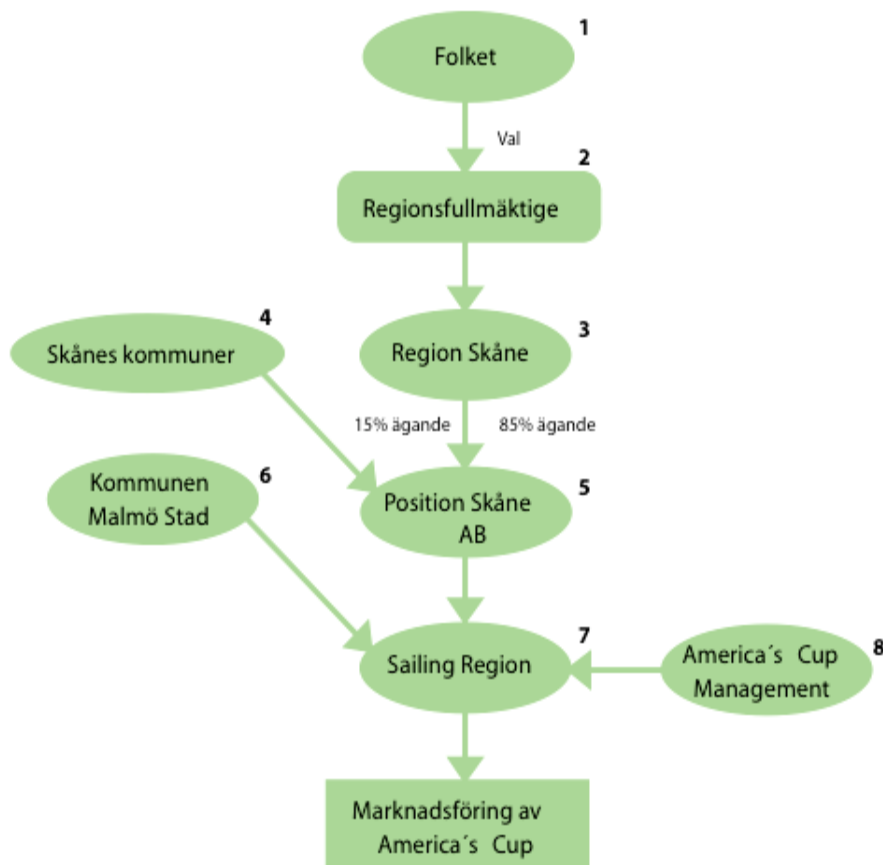 1
Folket
Val
2
Regionsfullmäktige
4
3
Skånes kommuner
Region Skåne
15% ägande
85% ägande
6
5
Kommunen
Malmö Stad
Position Skåne
AB
7
8
Sailing Region
America´s Cup
Management
Marknadsföring av
America´s Cup